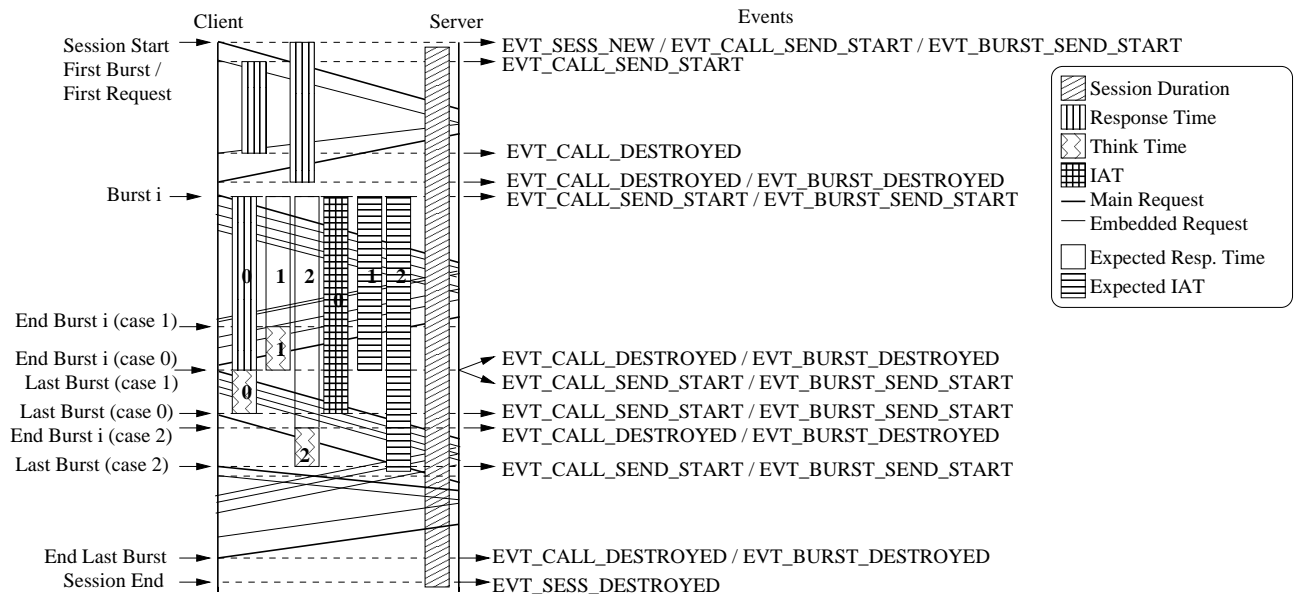 Client
Server
Events
Session Start
EVT_SESS_NEW / EVT_CALL_SEND_START / EVT_BURST_SEND_START
First Burst /
First Request
EVT_CALL_SEND_START
EVT_CALL_DESTROYED
EVT_CALL_DESTROYED / EVT_BURST_DESTROYED
Burst i
EVT_CALL_SEND_START / EVT_BURST_SEND_START
0
1
2
0
1
2
End Burst i (case 1)
1
End Burst i (case 0)
EVT_CALL_DESTROYED / EVT_BURST_DESTROYED
Last Burst (case 1)
EVT_CALL_SEND_START / EVT_BURST_SEND_START
0
Last Burst (case 0)
EVT_CALL_SEND_START / EVT_BURST_SEND_START
End Burst i (case 2)
EVT_CALL_DESTROYED / EVT_BURST_DESTROYED
2
Last Burst (case 2)
EVT_CALL_SEND_START / EVT_BURST_SEND_START
End Last Burst
EVT_CALL_DESTROYED / EVT_BURST_DESTROYED
Session End
EVT_SESS_DESTROYED
Session Duration
Response Time
Think Time
IAT
Main Request
Embedded Request
Expected Resp. Time
Expected IAT